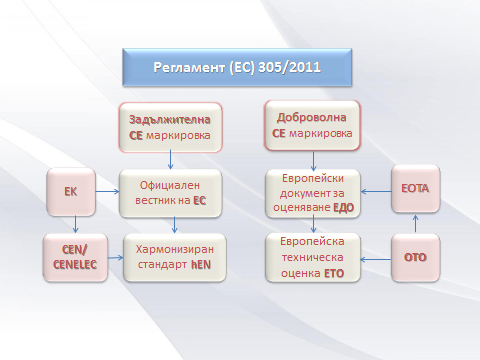 Регламент (ЕС) 305/2011
Задължителна
СЕ маркировка
Доброволна
СЕ маркировка
ЕК
Официален
вестник на ЕС
Европейски
документ за
оценяване ЕДО
ЕОТА
CEN/
CENELEC
Хармонизиран
стандарт hEN
Европейска
техническа
оценка ЕТО
ОТО